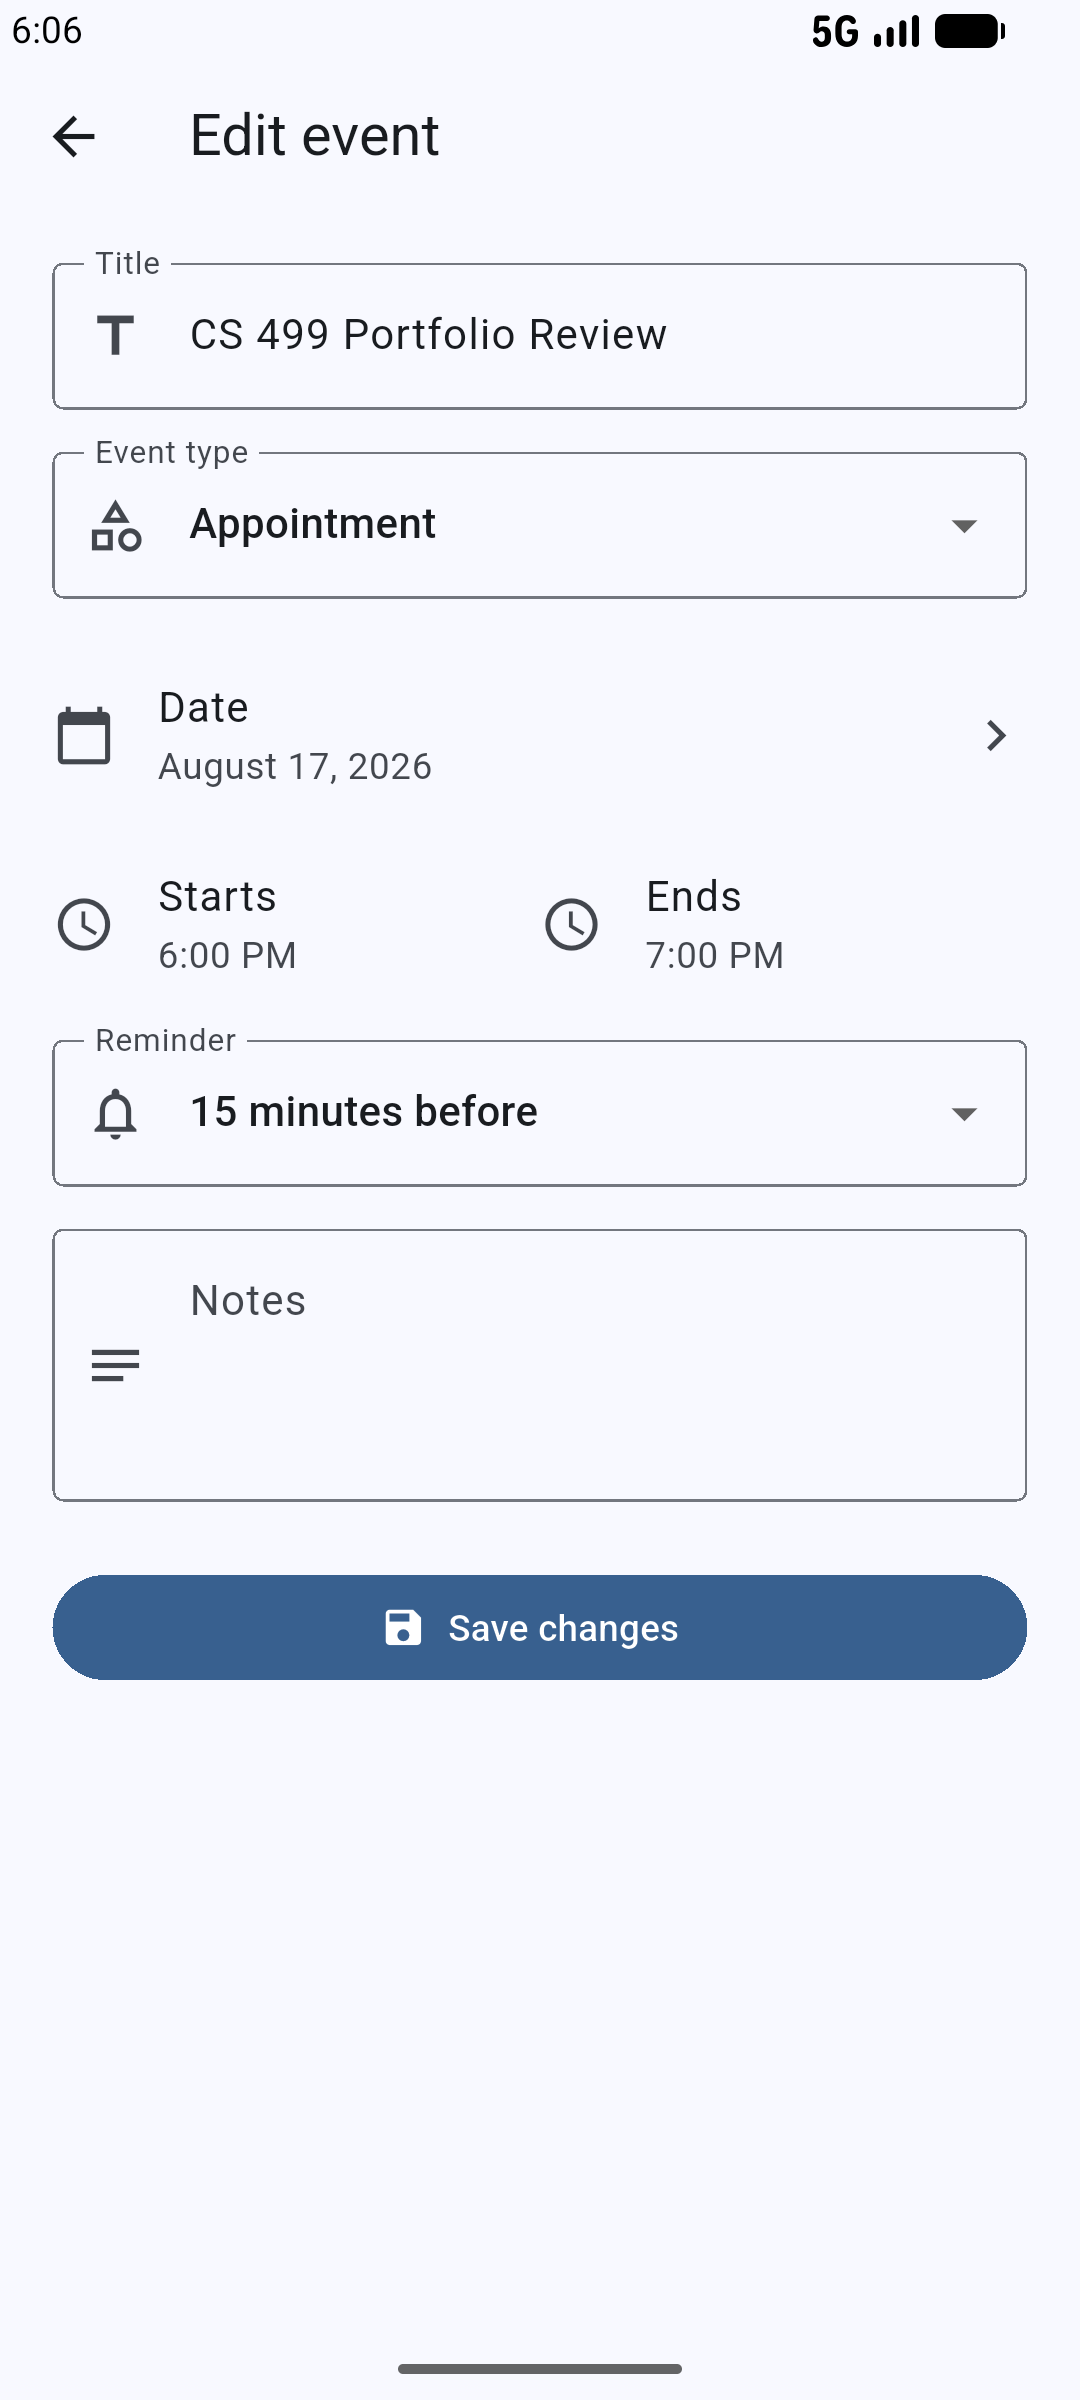 6:06 5G
Edit event
Title
CS 499 Portfolio Review
Event type
Appointment
Date
August 17, 2026
Starts Ends
6:00 PM 7:00 PM
Reminder
15 minutes before
Notes
Save changes